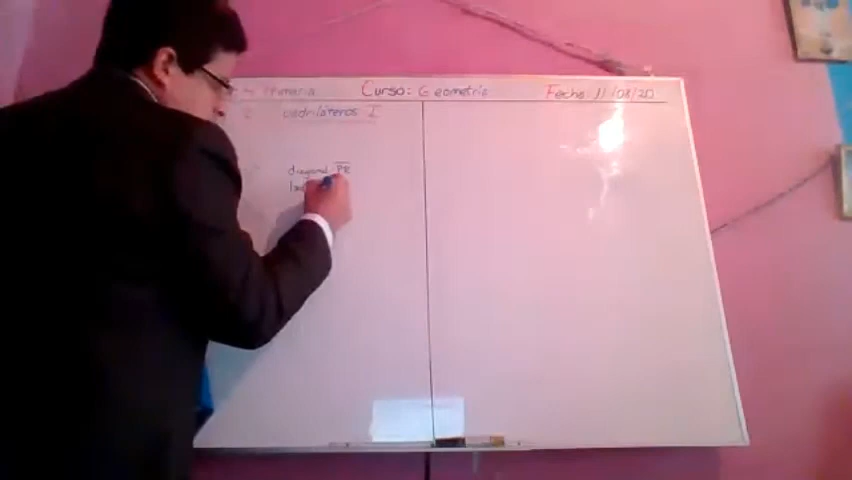 Primaria Curso: Geometría Fecha: 11/08/20
Cuadriláteros I
diagonal PR